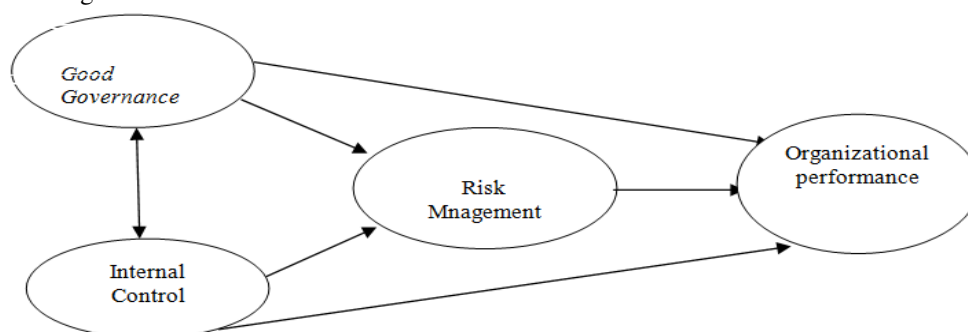 Good
Governance
Organizational
performance
Risk
Mnagement
Internal
Control